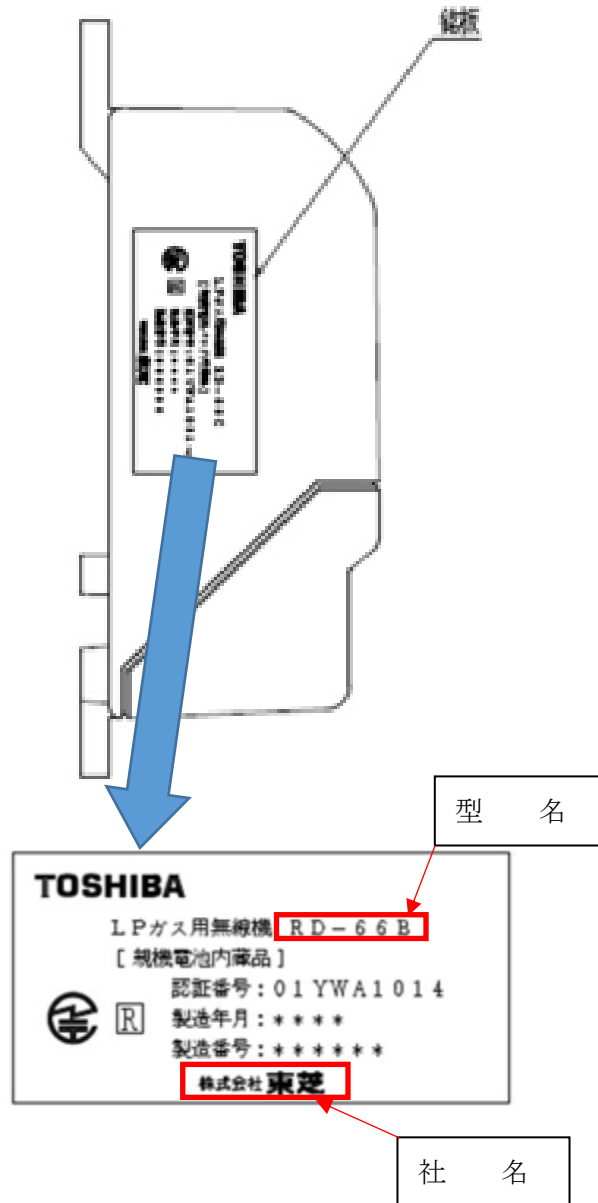 銘板
TOSHIBA
型　名
TOSHIBA
LPガス用無線機 RD-66B
[ 親機電池内蔵品 ]
認証番号：01YWA1014
R 製造年月：＊＊＊＊
製造番号：＊＊＊＊＊＊
株式会社 東芝
社　名